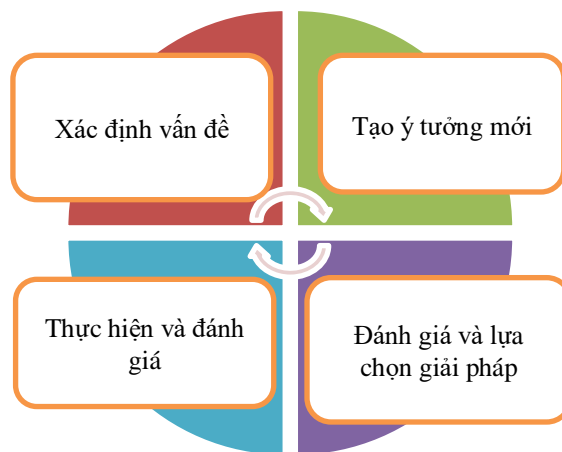 Xác định vấn đề
Tạo ý tưởng mới
Thực hiện và đánh
giá
Đánh giá và lựa
chọn giải pháp